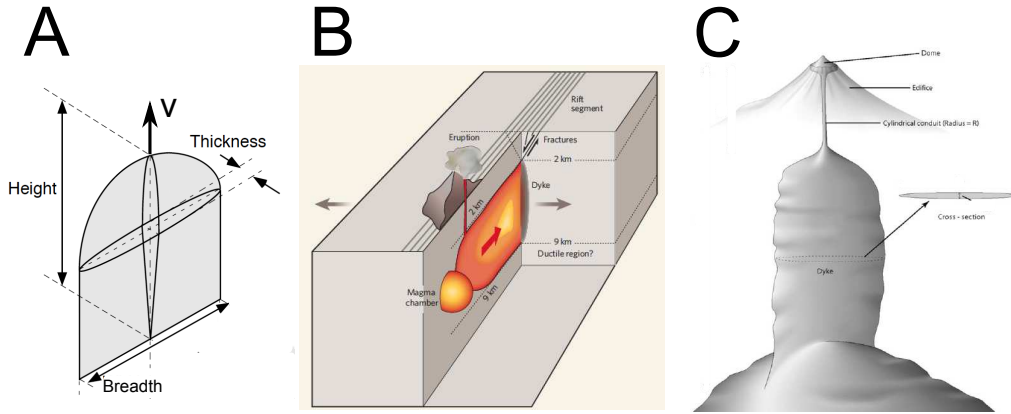 A
V
Thickness
Height
Breadth
B
Rift
segment
Eruption
Fractures
2 km
Dyke
2 km
9 km
Ductile region?
Magma
chamber
9 km
C
Dome
Edifice
Cylindrical conduit (Radius = R)
Cross - section
Dyke